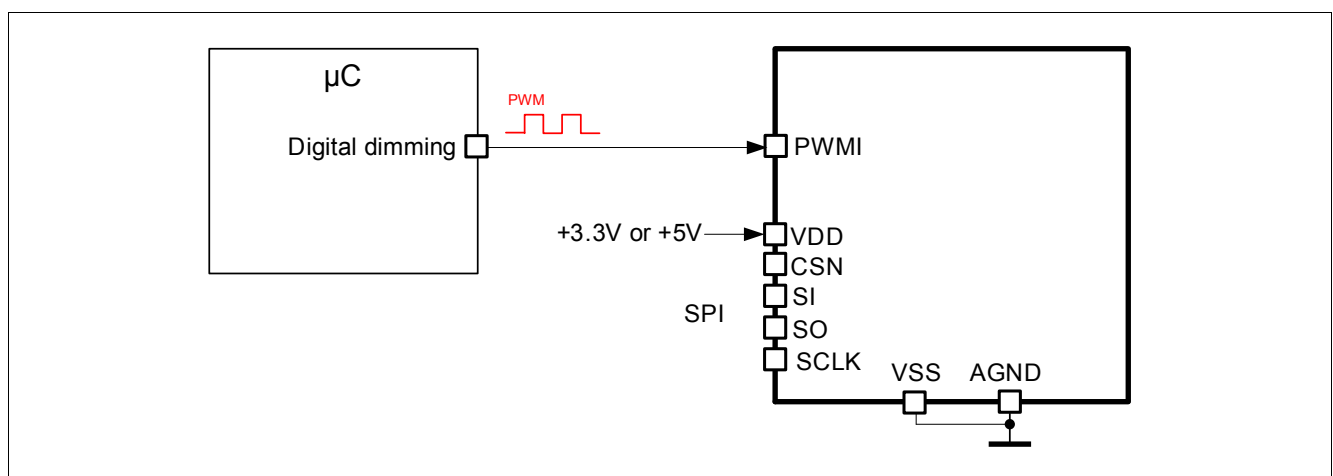 µC
PWM
Digital dimming
PWMI
+3.3V or +5V
VDD
CSN
SI
SPI
SO
SCLK
VSS AGND